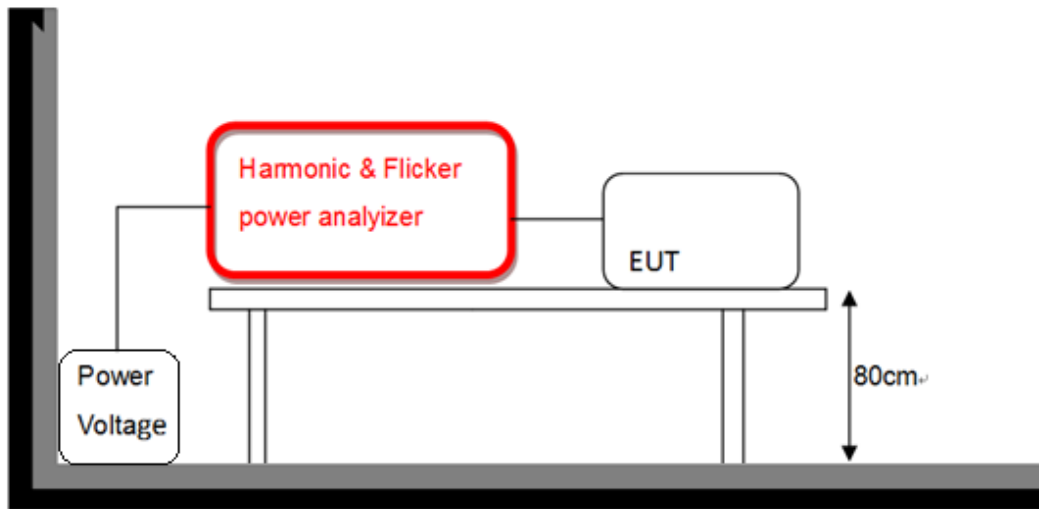 Harmonic & Flicker
power analyizer
EUT
Power
Voltage
80cm